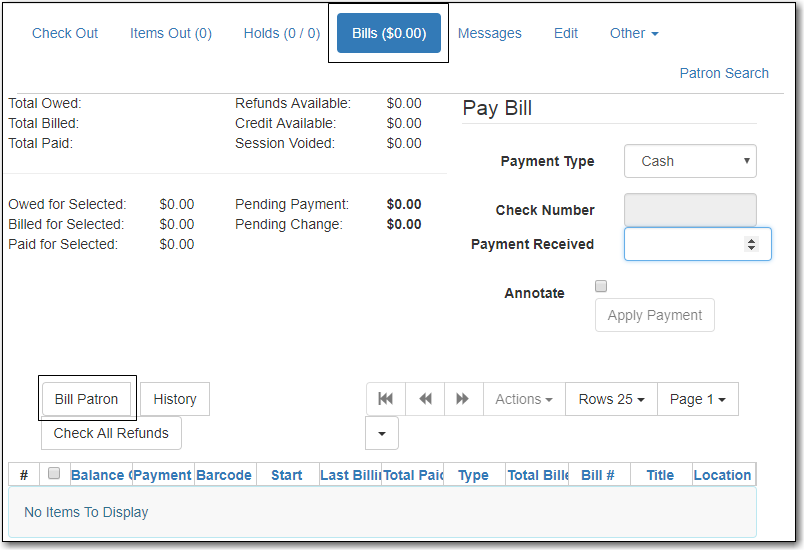 Check Out Items Out (0) Holds (0 / 0) Bills ($0.00) Messages Edit Other
Patron Search
Total Owed: Refunds Available: $0.00
Total Billed: Credit Available: $0.00
Total Paid: Session Voided: $0.00
Owed for Selected: $0.00 Pending Payment: $0.00
Billed for Selected: $0.00 Pending Change: $0.00
Paid for Selected: $0.00
Pay Bill
Payment Type Cash
Check Number
Payment Received
Annotate
Apply Payment
Bill Patron History Actions Rows 25 Page 1
Check All Refunds
# Balance O Payment Barcode Start Last Billin Total Paid Type Total Bille Bill # Title Location
No Items To Display